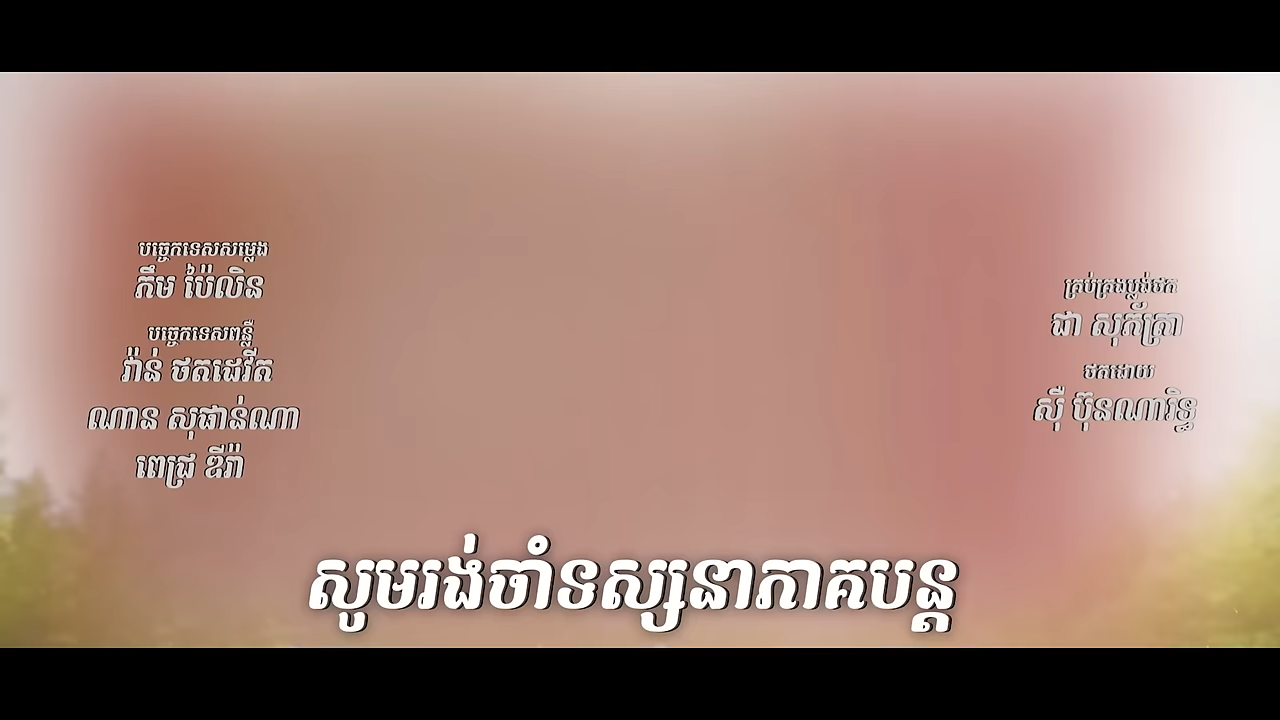 បច្ចេកទេសសម្លេង
ភឹម ប៉ៃលិន
បច្ចេកទេសពន្លឺ
វ៉ាន់ ថតដេវីត
ណាន សុផាន់ណា
ពេជ្រ ឌីរ៉ា
គ្រប់គ្រងប្លង់ថត
ជា សុភ័ត្រា
ថតដោយ
ស៊ឺ ប៊ុនណារិទ្ធ
សូមរង់ចាំទស្សនាភាគបន្ត